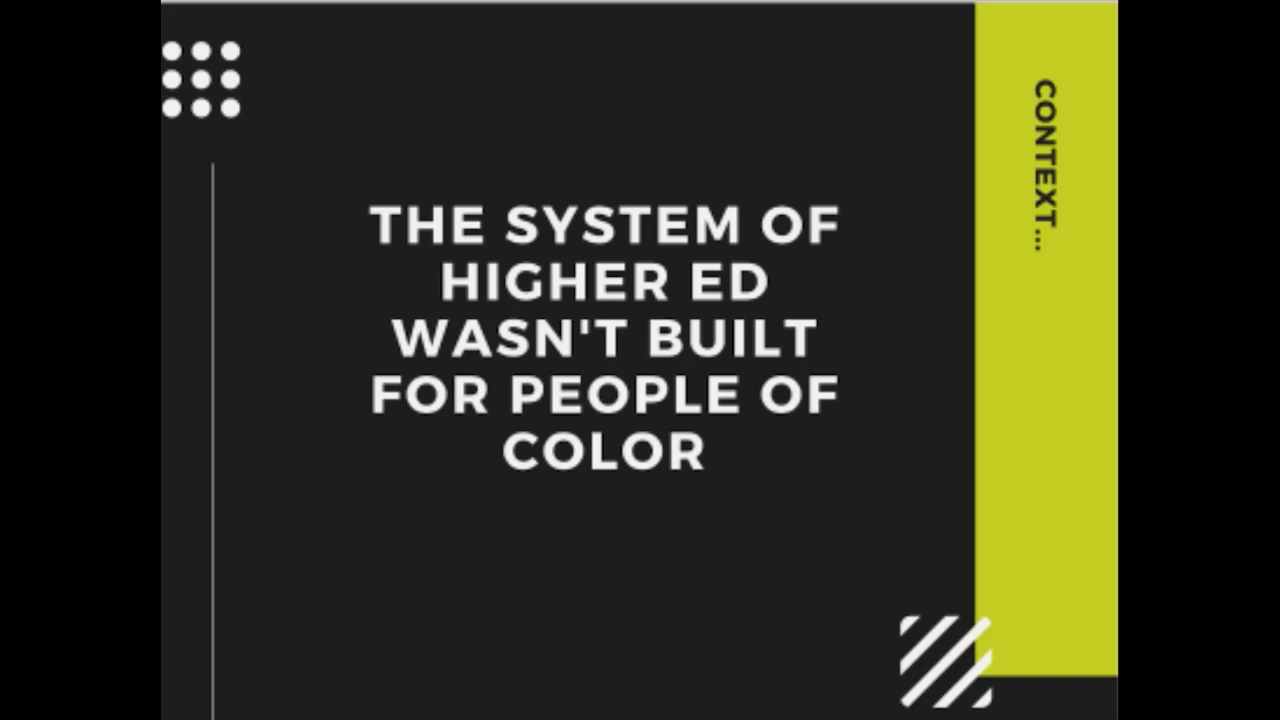 THE SYSTEM OF
HIGHER ED
WASN'T BUILT
FOR PEOPLE OF
COLOR
CONTEXT...